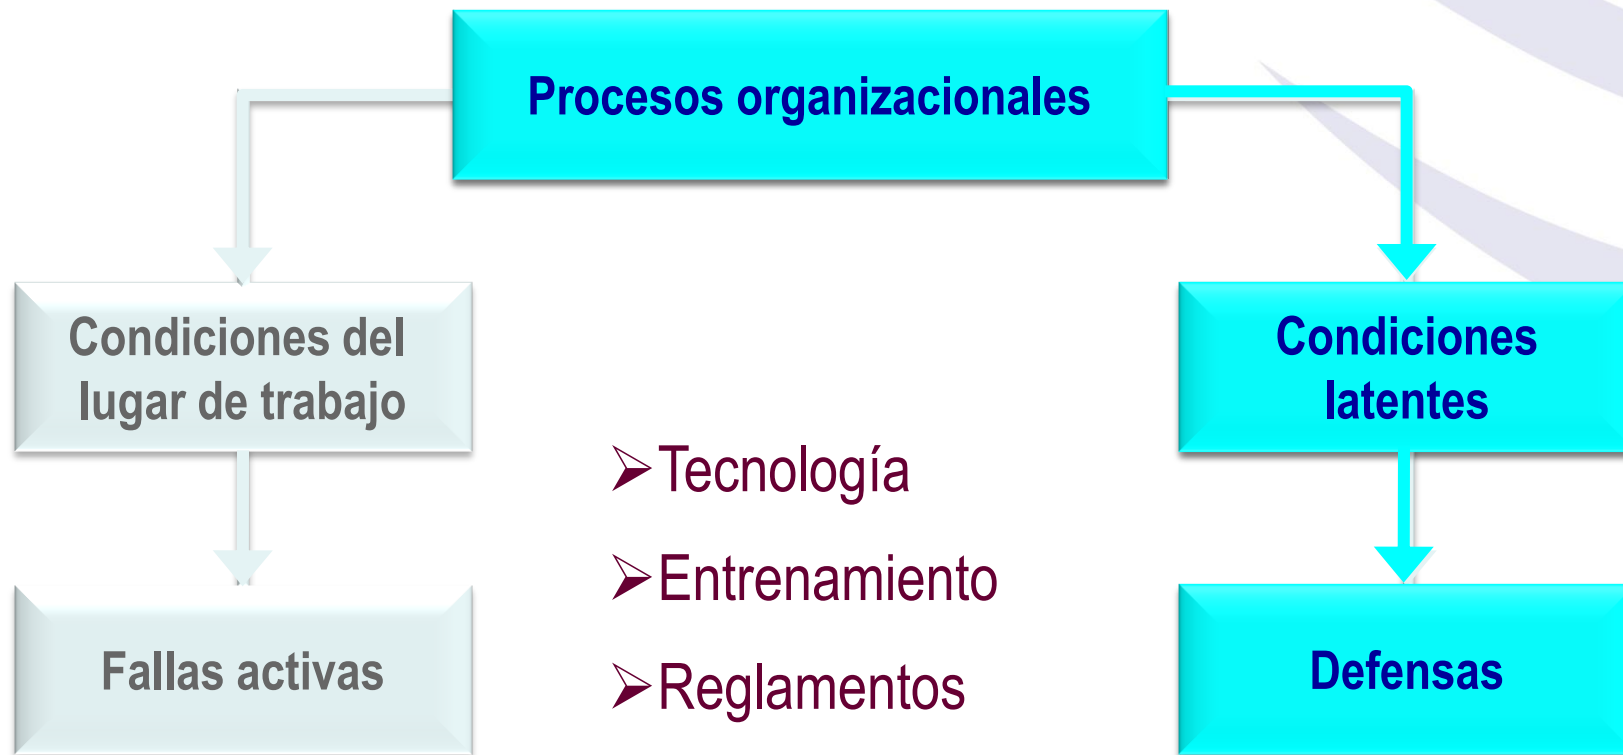 Procesos organizacionales
Condiciones del
lugar de trabajo
Condiciones
latentes
➢Tecnología
➢Entrenamiento
➢Reglamentos
Fallas activas
Defensas